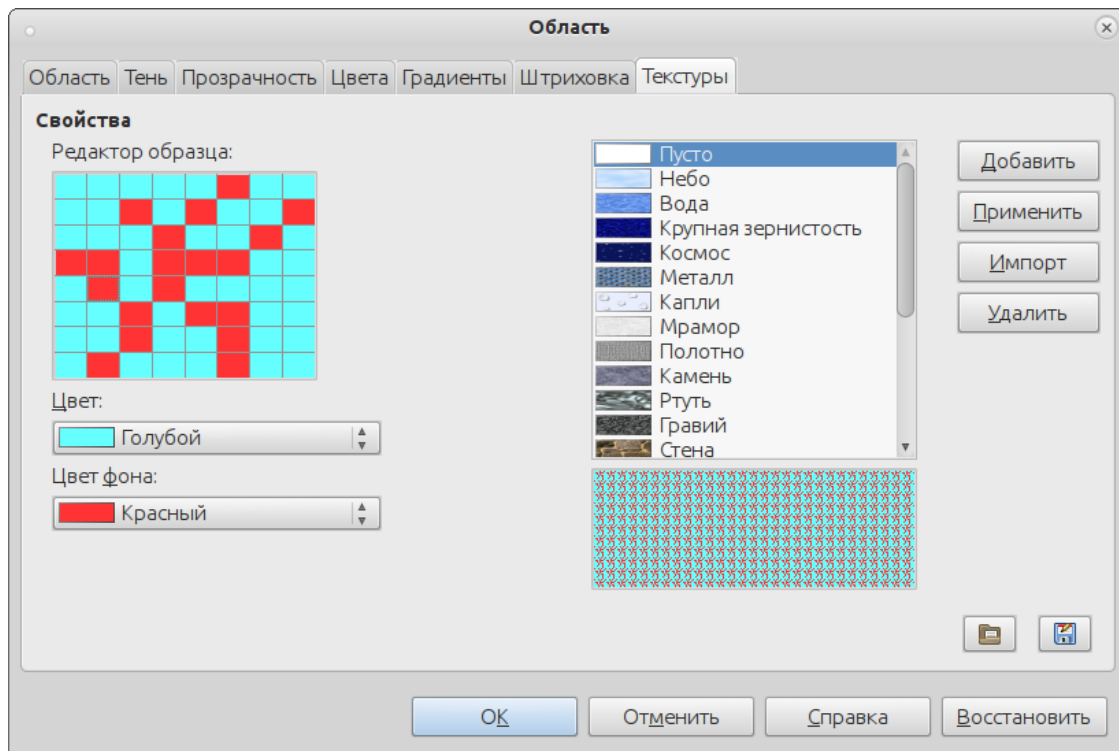 Область
Область Тень Прозрачность Цвета Градиенты Штриховка Текстуры
Свойства
Редактор образца:
Цвет:
Голубой
Цвет фона:
Красный
Пусто
Небо
Вода
Крупная зернистость
Космос
Металл
Капли
Мрамор
Полотно
Камень
Ртуть
Гравий
Стена
Добавить
Применить
Импорт
Удалить
OK Отменить Справка Восстановить